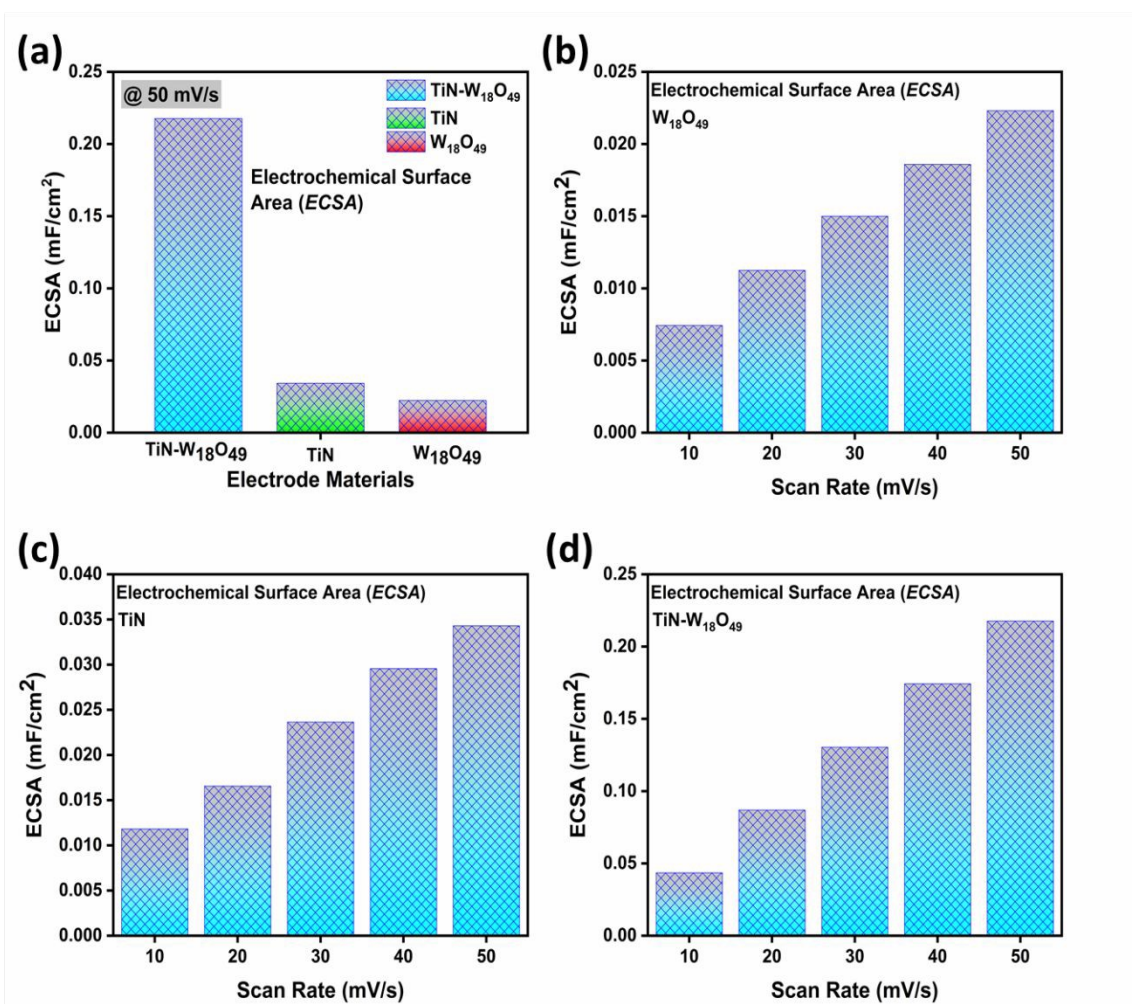 (a)
@ 50 mV/s
TiN-W₁₈O₄₉
TiN
W₁₈O₄₉
Electrochemical Surface
Area (ECSA)
ECSA (mF/cm²)
0.25
0.20
0.15
0.10
0.05
0.00
TiN-W₁₈O₄₉ TiN W₁₈O₄₉
Electrode Materials
(b)
Electrochemical Surface Area (ECSA)
W₁₈O₄₉
ECSA (mF/cm²)
0.025
0.020
0.015
0.010
0.005
0.000
10 20 30 40 50
Scan Rate (mV/s)
(c)
Electrochemical Surface Area (ECSA)
TiN
ECSA (mF/cm²)
0.040
0.035
0.030
0.025
0.020
0.015
0.010
0.005
0.000
10 20 30 40 50
Scan Rate (mV/s)
(d)
Electrochemical Surface Area (ECSA)
TiN-W₁₈O₄₉
ECSA (mF/cm²)
0.25
0.20
0.15
0.10
0.05
0.00
10 20 30 40 50
Scan Rate (mV/s)